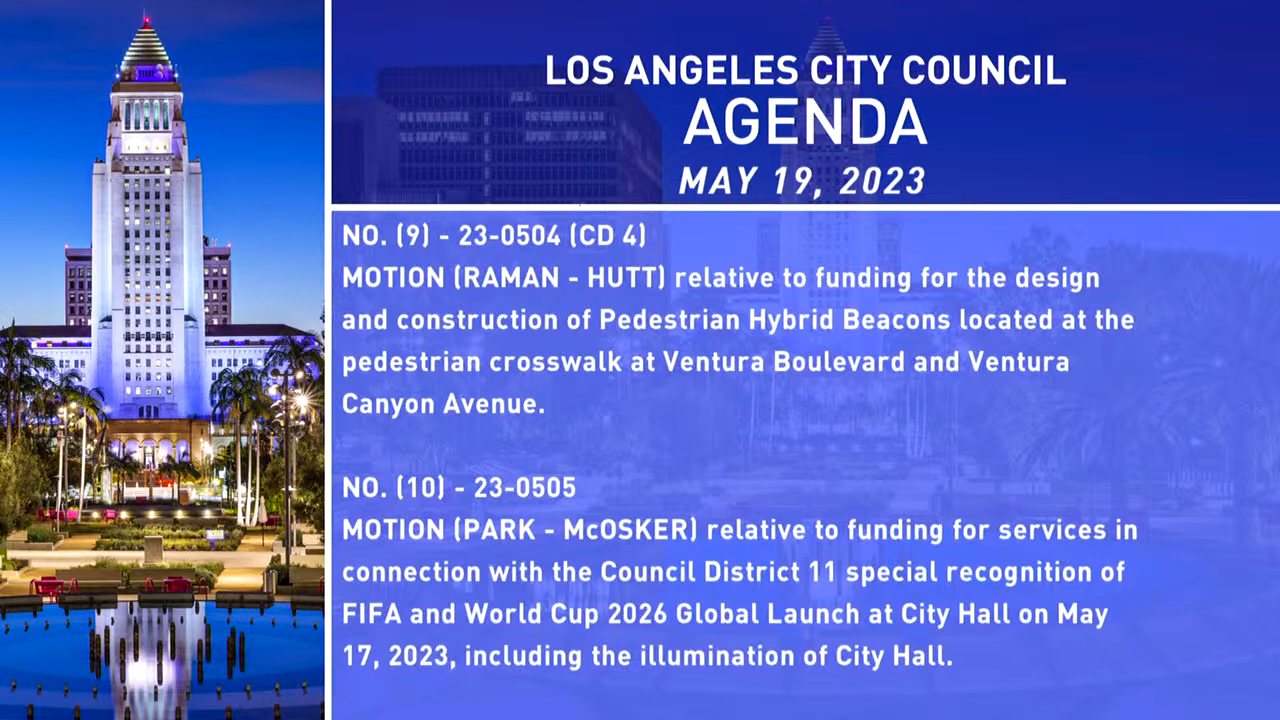 LOS ANGELES CITY COUNCIL
AGENDA
MAY 19, 2023
NO. (9) - 23-0504 (CD 4)
MOTION (RAMAN - HUTT) relative to funding for the design
and construction of Pedestrian Hybrid Beacons located at the
pedestrian crosswalk at Ventura Boulevard and Ventura
Canyon Avenue.
NO. (10) - 23-0505
MOTION (PARK - McOSKER) relative to funding for services in
connection with the Council District 11 special recognition of
FIFA and World Cup 2026 Global Launch at City Hall on May
17, 2023, including the illumination of City Hall.